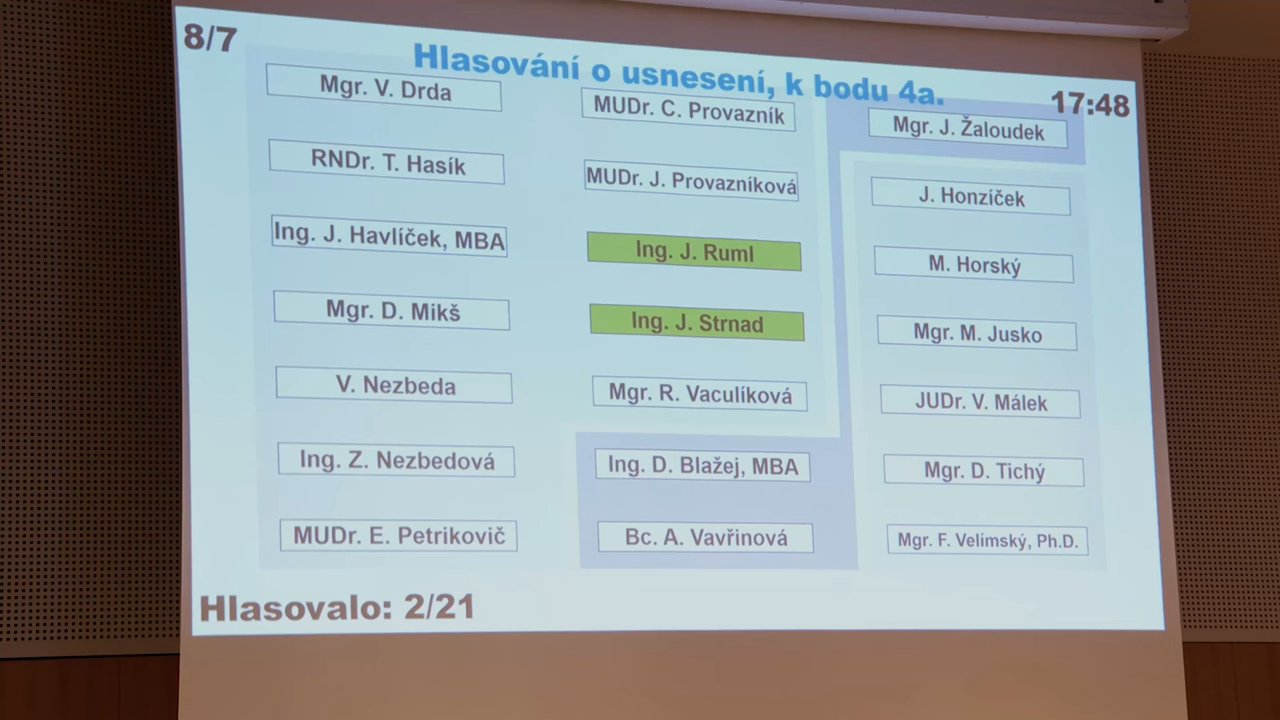 8/7
Hlasování o usnesení, k bodu 4a.
17:48
Mgr. V. Drda
RNDr. T. Hasík
Ing. J. Havlíček, MBA
Mgr. D. Mikš
V. Nezbeda
Ing. Z. Nezbedová
MUDr. E. Petrikovič
MUDr. C. Provazník
MUDr. J. Provazníková
Ing. J. Ruml
Ing. J. Strnad
Mgr. R. Vaculíková
Ing. D. Blažej, MBA
Bc. A. Vavřinová
Mgr. J. Žaloudek
J. Honzíček
M. Horský
Mgr. M. Jusko
JUDr. V. Málek
Mgr. D. Tichý
Mgr. F. Velímský, Ph.D.
Hlasovalo: 2/21